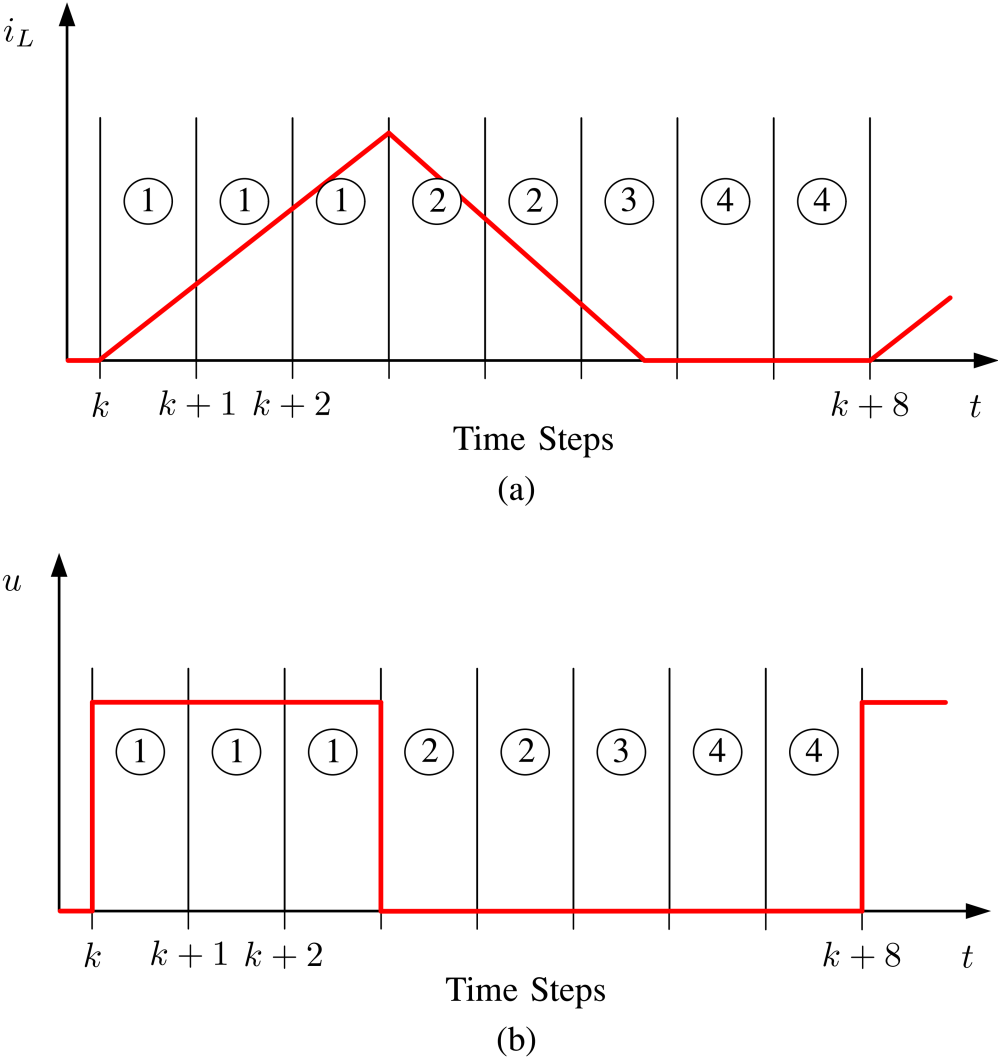 i_L
1 1 1 2 2 3 4 4
k k + 1 k + 2 k + 8 t
Time Steps
(a)
u
1 1 1 2 2 3 4 4
k k + 1 k + 2 k + 8 t
Time Steps
(b)